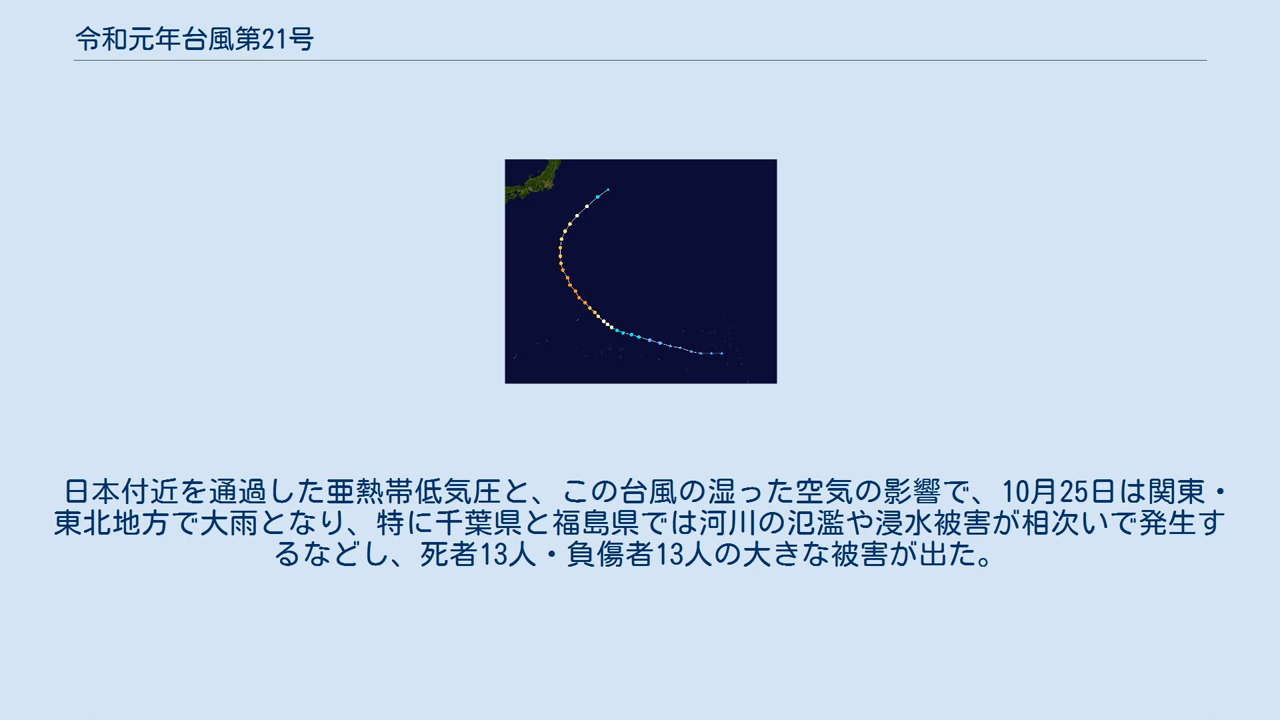 令和元年台風第21号
日本付近を通過した亜熱帯低気圧と、この台風の湿った空気の影響で、10月25日は関東・
東北地方で大雨となり、特に千葉県と福島県では河川の氾濫や浸水被害が相次いで発生す
るなどし、死者13人・負傷者13人の大きな被害が出た。